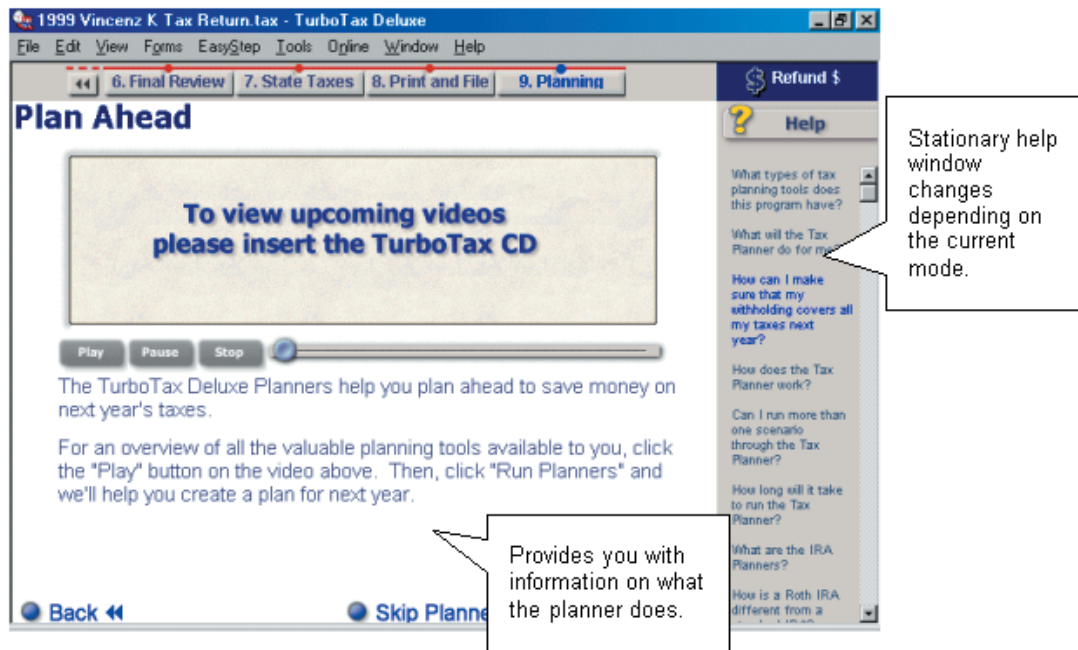 1999 Vincenz K Tax Return.tax - TurboTax Deluxe
File Edit View Forms EasyStep Tools Online Window Help
6. Final Review 7. State Taxes 8. Print and File 9. Planning
Refund $
Plan Ahead
To view upcoming videos
please insert the TurboTax CD
Play Pause Stop
The TurboTax Deluxe Planners help you plan ahead to save money on
next year's taxes.
For an overview of all the valuable planning tools available to you, click
the "Play" button on the video above. Then, click "Run Planners" and
we'll help you create a plan for next year.
Back
Skip Planne
Help
What types of tax
planning tools does
this program have?
What will the Tax
Planner do for me?
How can I make
sure that my
withholding covers all
my taxes next
year?
How does the Tax
Planner work?
Can I run more than
one scenario
through the Tax
Planner?
How long will it take
to run the Tax
Planner?
What are the IRA
Planners?
How is a Roth IRA
different from a
Stationary help
window
changes
depending on
the current
mode.
Provides you with
information on what
the planner does.